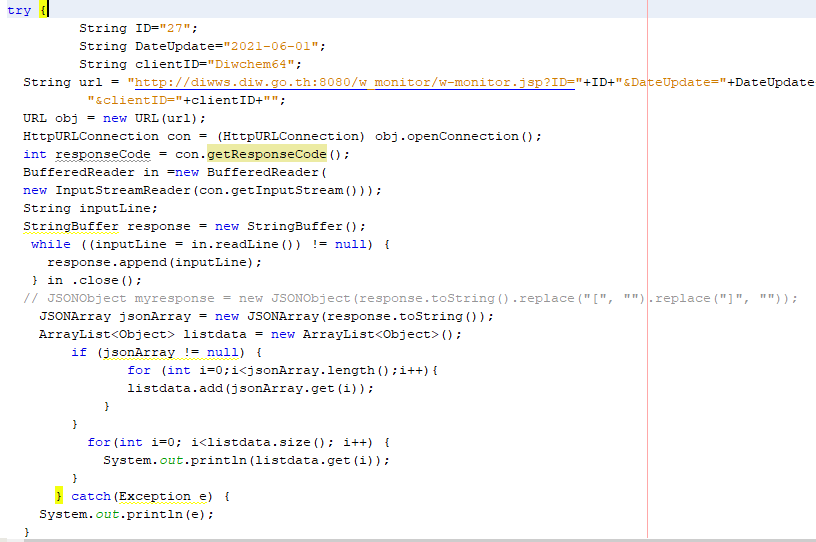 try {
String ID="27";
String DateUpdate="2021-06-01";
String clientID="Diwchem64";
String url = "http://diwws.diw.go.th:8080/w_monitor/w-monitor.jsp?ID="+ID+"&DateUpdate="+DateUpdate
"&clientID="+clientID+"";
URL obj = new URL(url);
HttpURLConnection con = (HttpURLConnection) obj.openConnection();
int responseCode = con.getResponseCode();
BufferedReader in =new BufferedReader(
new InputStreamReader(con.getInputStream()));
String inputLine;
StringBuffer response = new StringBuffer();
while ((inputLine = in.readLine()) != null) {
response.append(inputLine);
} in .close();
// JSONObject myresponse = new JSONObject(response.toString().replace("[", "").replace("]", ""));
JSONArray jsonArray = new JSONArray(response.toString());
ArrayList<Object> listdata = new ArrayList<Object>();
if (jsonArray != null) {
for (int i=0;i<jsonArray.length();i++){
listdata.add(jsonArray.get(i));
}
}
for(int i=0; i<listdata.size(); i++) {
System.out.println(listdata.get(i));
}
} catch(Exception e) {
System.out.println(e);
}